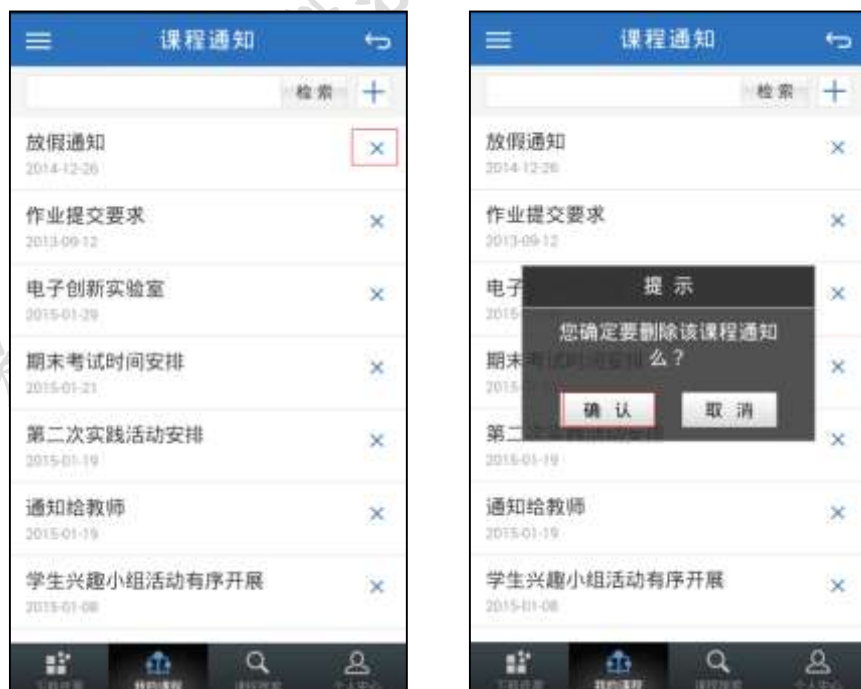 课程通知
检索
放假通知
2014-12-26
作业提交要求
2013-09-12
电子创新实验室
2015-01-29
期末考试时间安排
2015-01-21
第二次实践活动安排
2015-01-19
通知给教师
2015-01-19
学生兴趣小组活动有序开展
2015-01-08
我的课程
课程通知
检索
放假通知
2014-12-26
作业提交要求
2013-09-12
电子
2015
提示
您确定要删除该课程通知
么？
确认
取消
期末
2015
第二
2015-01-19
通知给教师
2015-01-19
学生兴趣小组活动有序开展
2015-01-08
我的课程